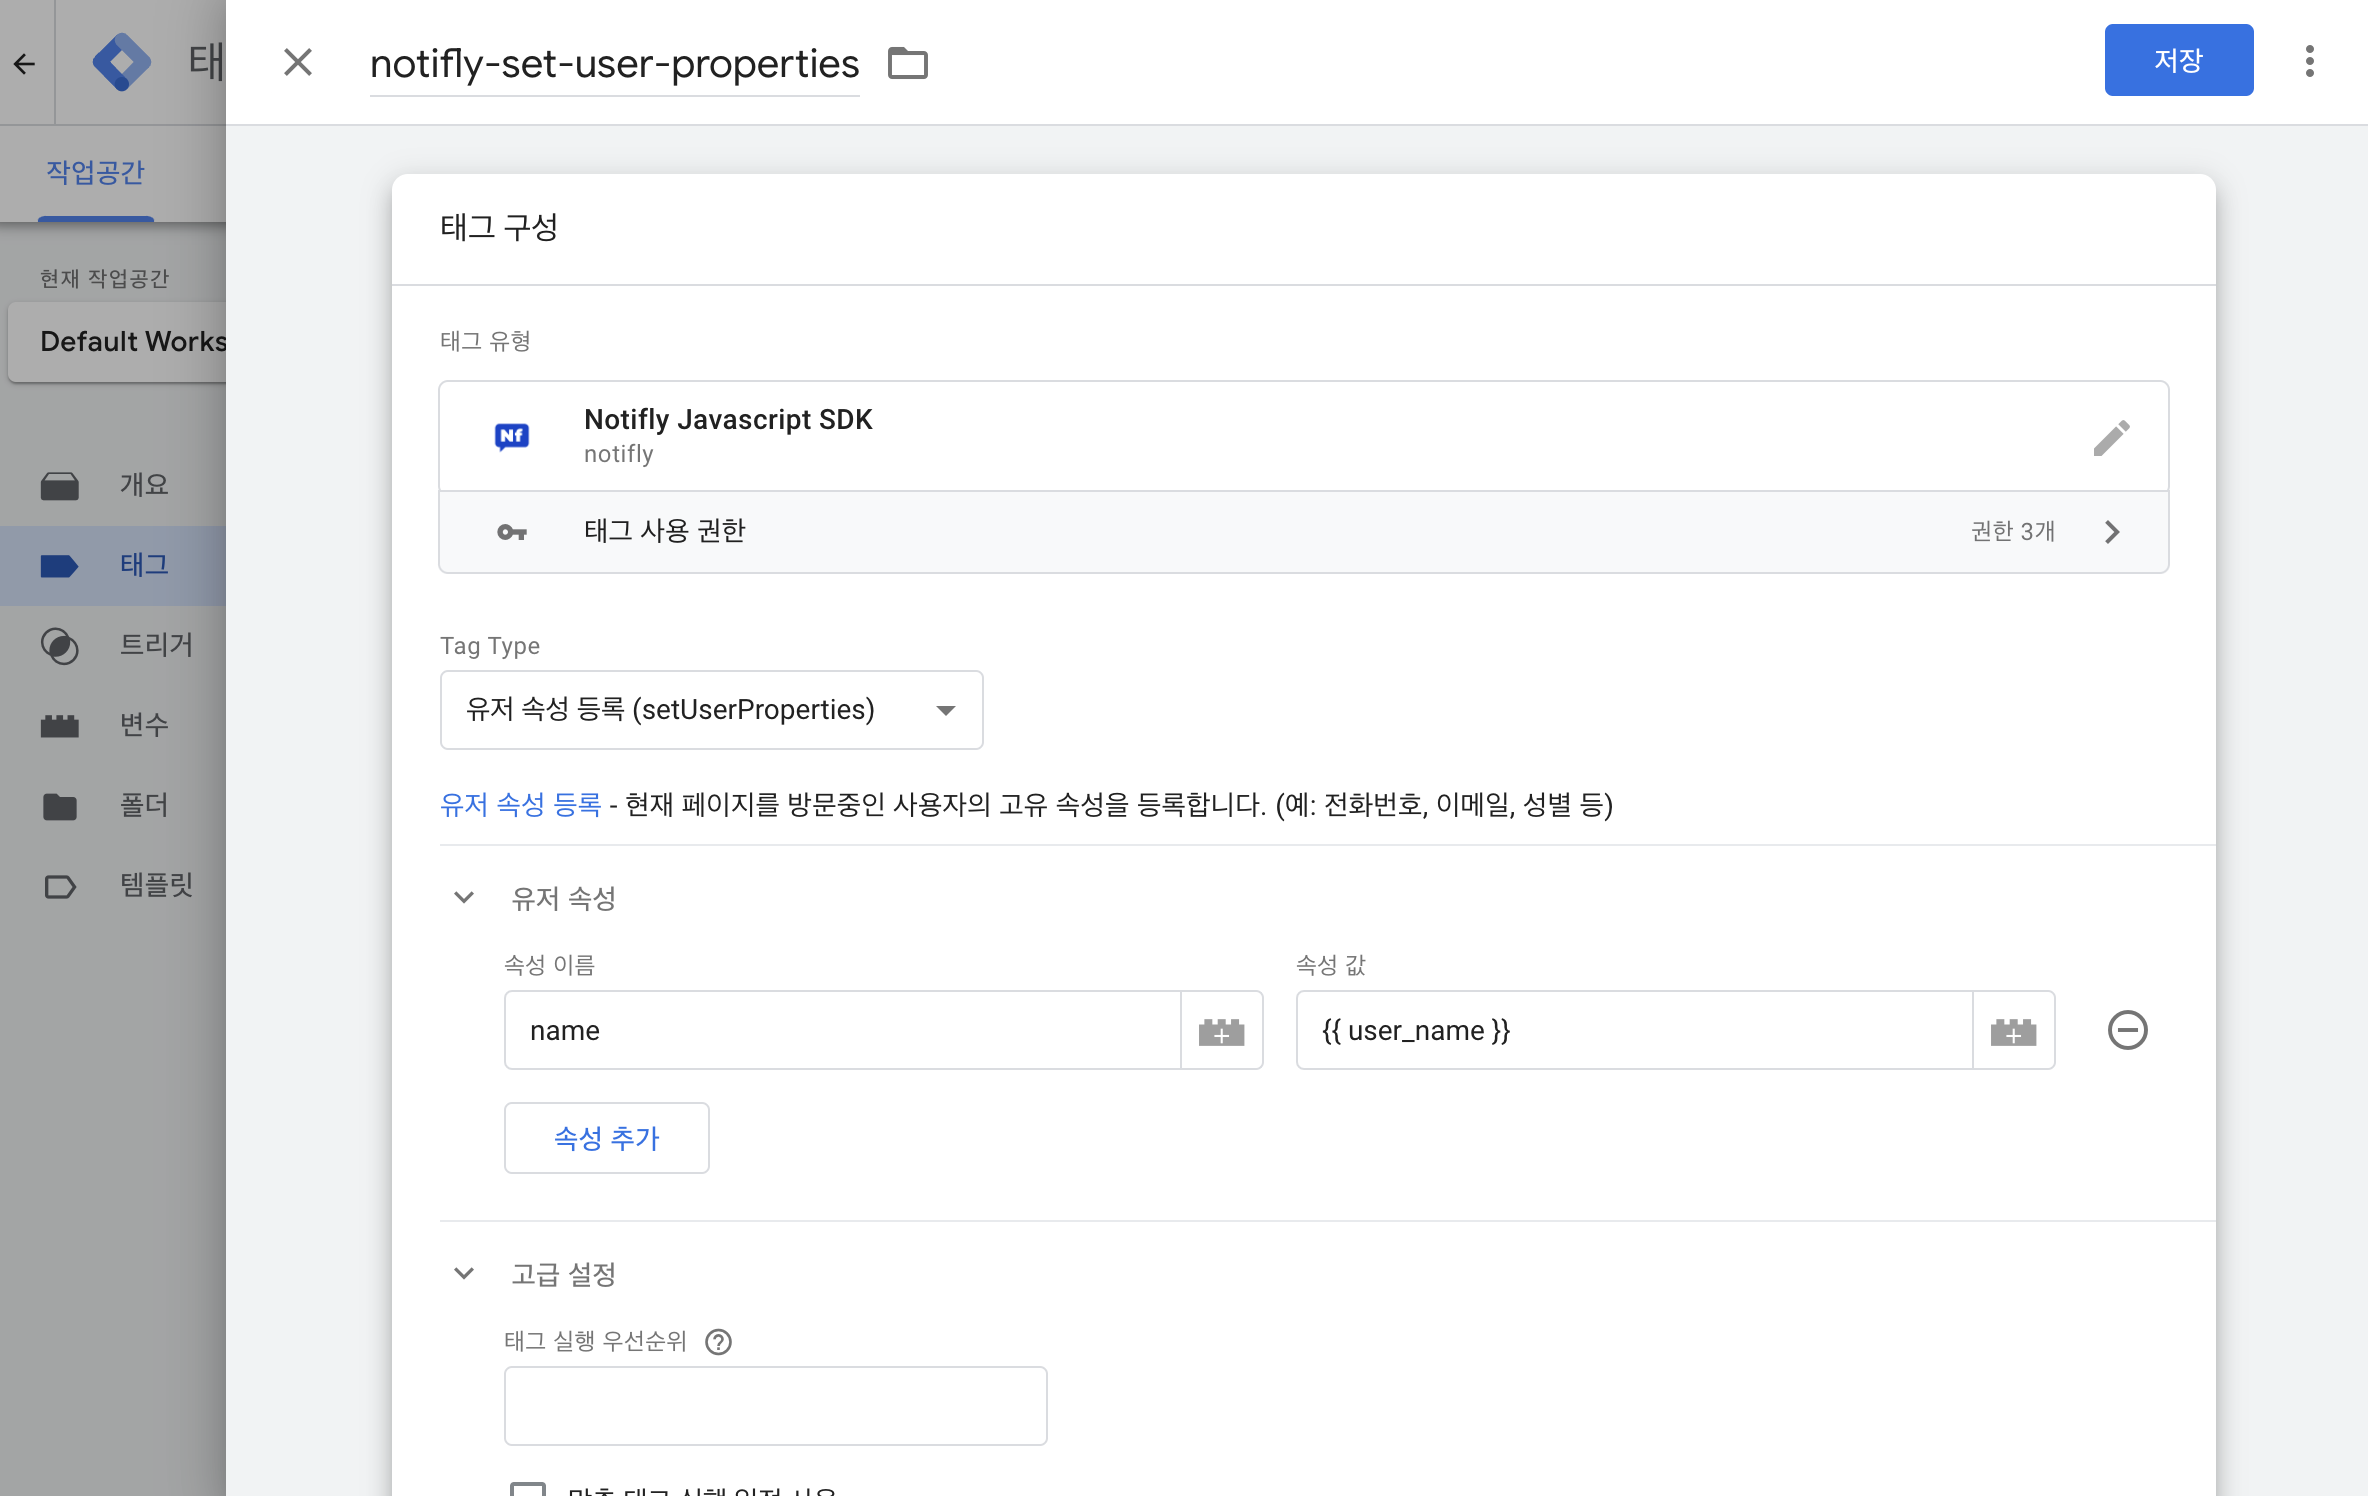 태
notifly-set-user-properties
저장
작업공간
현재 작업공간
Default Works
개요
태그
트리거
변수
폴더
템플릿
태그 구성
태그 유형
Nf
Notifly Javascript SDK
notifly
태그 사용 권한
권한 3개
Tag Type
유저 속성 등록 (setUserProperties)
유저 속성 등록 - 현재 페이지를 방문중인 사용자의 고유 속성을 등록합니다. (예: 전화번호, 이메일, 성별 등)
유저 속성
속성 이름
속성 값
name
{{ user_name }}
속성 추가
고급 설정
태그 실행 우선순위